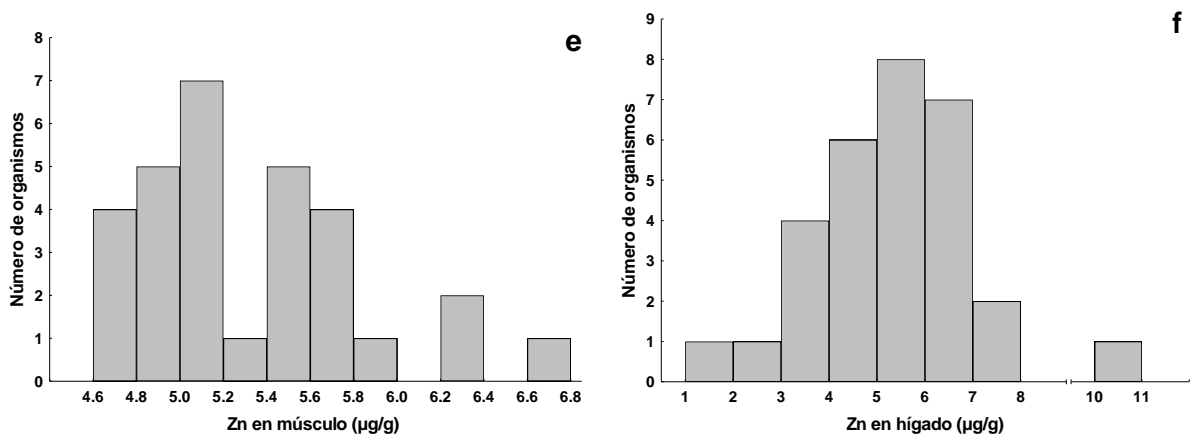 e
8
7
6
5
4
3
2
1
0
Número de organismos
4.6 4.8 5.0 5.2 5.4 5.6 5.8 6.0 6.2 6.4 6.6 6.8
Zn en músculo (µg/g)
f
9
8
7
6
5
4
3
2
1
0
Número de organismos
1 2 3 4 5 6 7 8 10 11
Zn en hígado (µg/g)